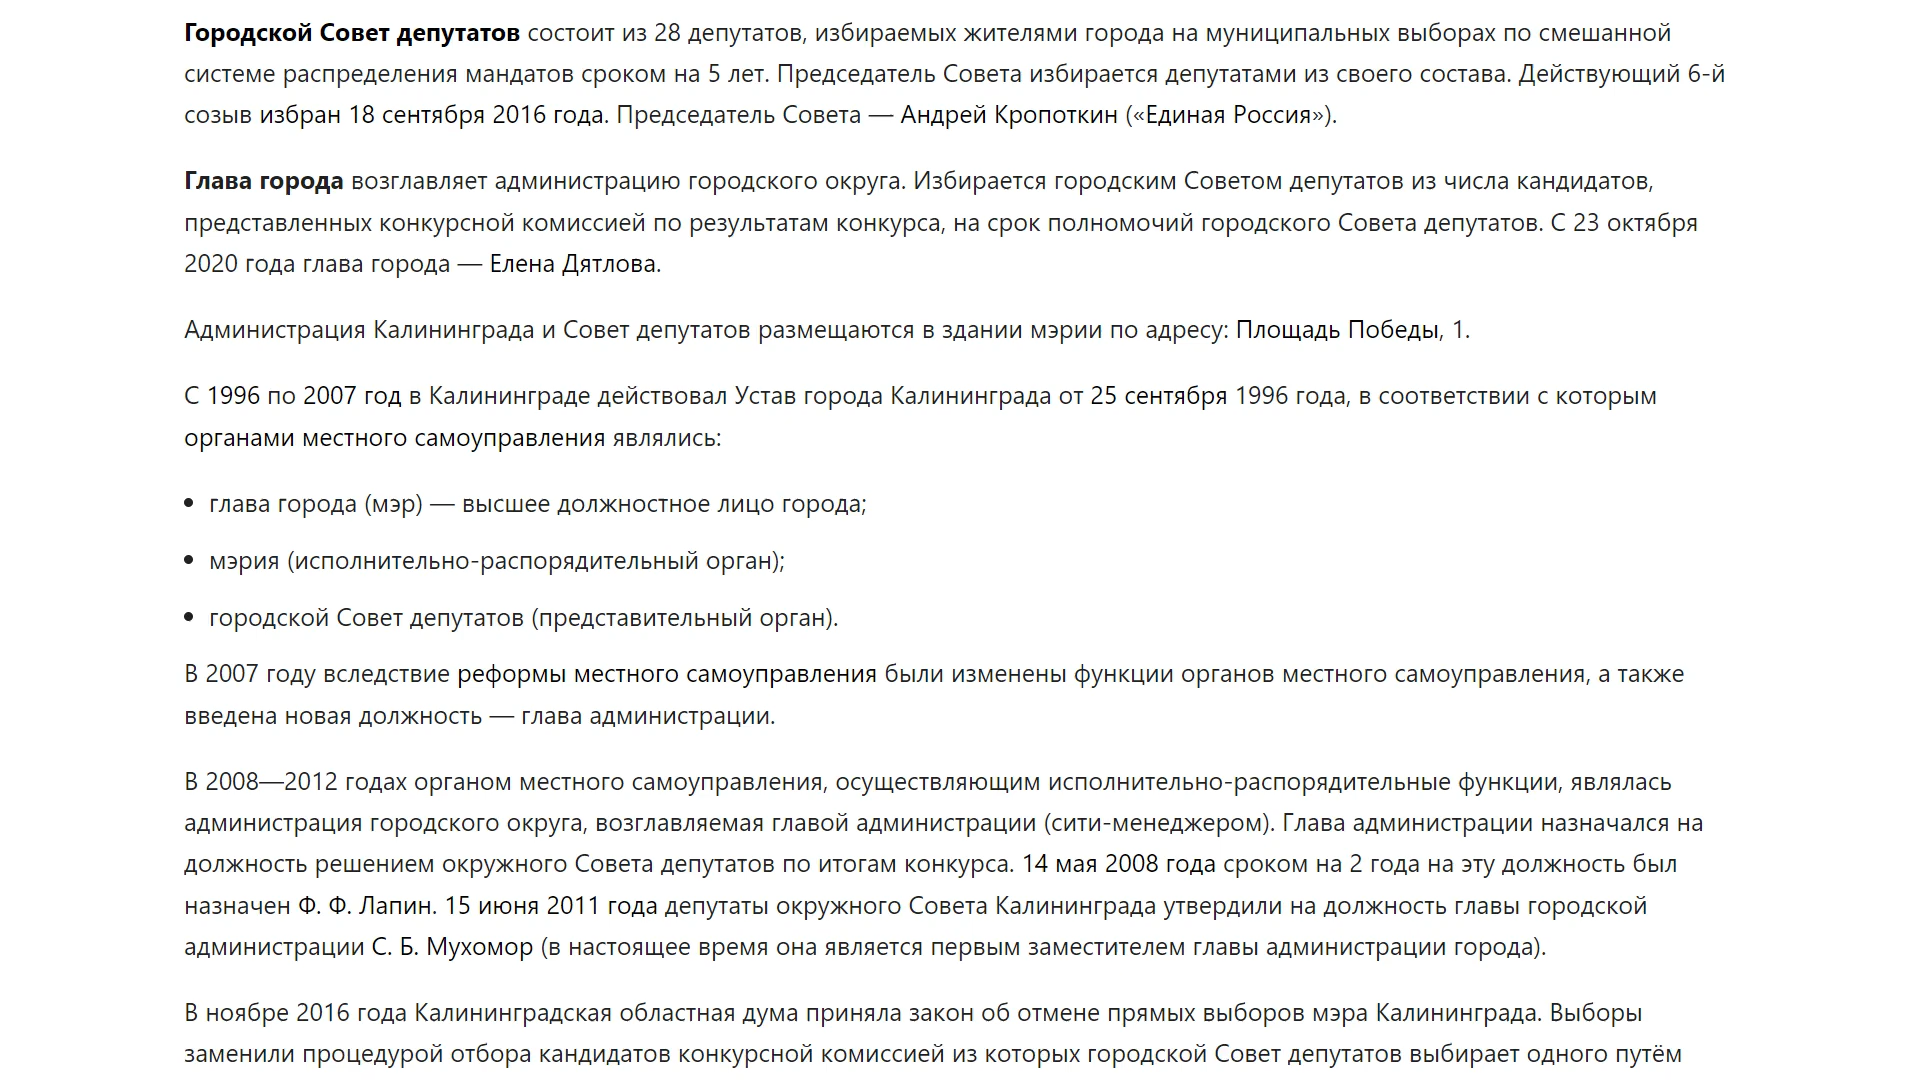 Городской Совет депутатов состоит из 28 депутатов, избираемых жителями города на муниципальных выборах по смешанной
системе распределения мандатов сроком на 5 лет. Председатель Совета избирается депутатами из своего состава. Действующий 6-й
созыв избран 18 сентября 2016 года. Председатель Совета — Андрей Кропоткин («Единая Россия»).
Глава города возглавляет администрацию городского округа. Избирается городским Советом депутатов из числа кандидатов,
представленных конкурсной комиссией по результатам конкурса, на срок полномочий городского Совета депутатов. С 23 октября
2020 года глава города — Елена Дятлова.
Администрация Калининграда и Совет депутатов размещаются в здании мэрии по адресу: Площадь Победы, 1.
С 1996 по 2007 год в Калининграде действовал Устав города Калининграда от 25 сентября 1996 года, в соответствии с которым
органами местного самоуправления являлись:
• глава города (мэр) — высшее должностное лицо города;
• мэрия (исполнительно-распорядительный орган);
• городской Совет депутатов (представительный орган).
В 2007 году вследствие реформы местного самоуправления были изменены функции органов местного самоуправления, а также
введена новая должность — глава администрации.
В 2008—2012 годах органом местного самоуправления, осуществляющим исполнительно-распорядительные функции, являлась
администрация городского округа, возглавляемая главой администрации (сити-менеджером). Глава администрации назначался на
должность решением окружного Совета депутатов по итогам конкурса. 14 мая 2008 года сроком на 2 года на эту должность был
назначен Ф. Ф. Лапин. 15 июня 2011 года депутаты окружного Совета Калининграда утвердили на должность главы городской
администрации С. Б. Мухомор (в настоящее время она является первым заместителем главы администрации города).
В ноябре 2016 года Калининградская областная дума приняла закон об отмене прямых выборов мэра Калининграда. Выборы
заменили процедурой отбора кандидатов конкурсной комиссией из которых городской Совет депутатов выбирает одного путём